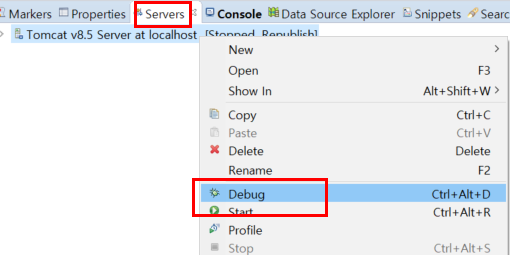 Markers Properties Servers Console Data Source Explorer Snippets Searc
Tomcat v8.5 Server at localhost [Stopped, Republish]
New
Open F3
Show In Alt+Shift+W
Copy Ctrl+C
Paste Ctrl+V
Delete Delete
Rename F2
Debug Ctrl+Alt+D
Start Ctrl+Alt+R
Profile
Stop Ctrl+Alt+S